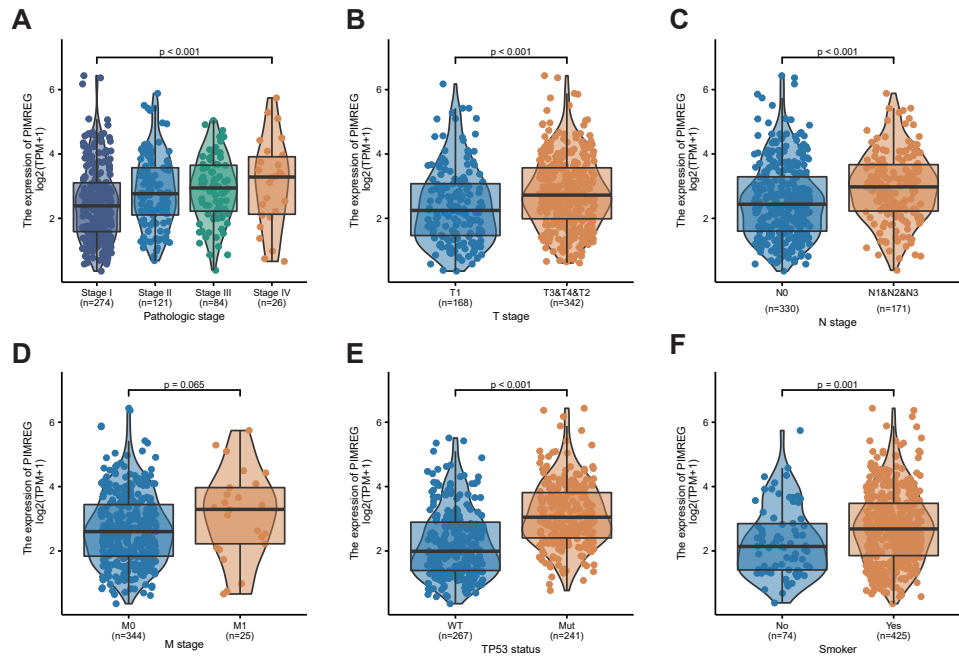 A
The expression of PIMREG
log2(TPM+1)
6
4
2
p < 0.001
Stage I
(n=274)
Stage II
(n=121)
Stage III
(n=84)
Stage IV
(n=26)
Pathologic stage
B
The expression of PIMREG
log2(TPM+1)
6
4
2
p < 0.001
T1
(n=168)
T3&T4&T2
(n=342)
T stage
C
The expression of PIMREG
log2(TPM+1)
6
4
2
p < 0.001
N0
(n=330)
N1&N2&N3
(n=171)
N stage
D
The expression of PIMREG
log2(TPM+1)
6
4
2
p = 0.065
M0
(n=344)
M1
(n=25)
M stage
E
The expression of PIMREG
log2(TPM+1)
6
4
2
p < 0.001
WT
(n=267)
Mut
(n=241)
TP53 status
F
The expression of PIMREG
log2(TPM+1)
6
4
2
p = 0.001
No
(n=74)
Yes
(n=425)
Smoker